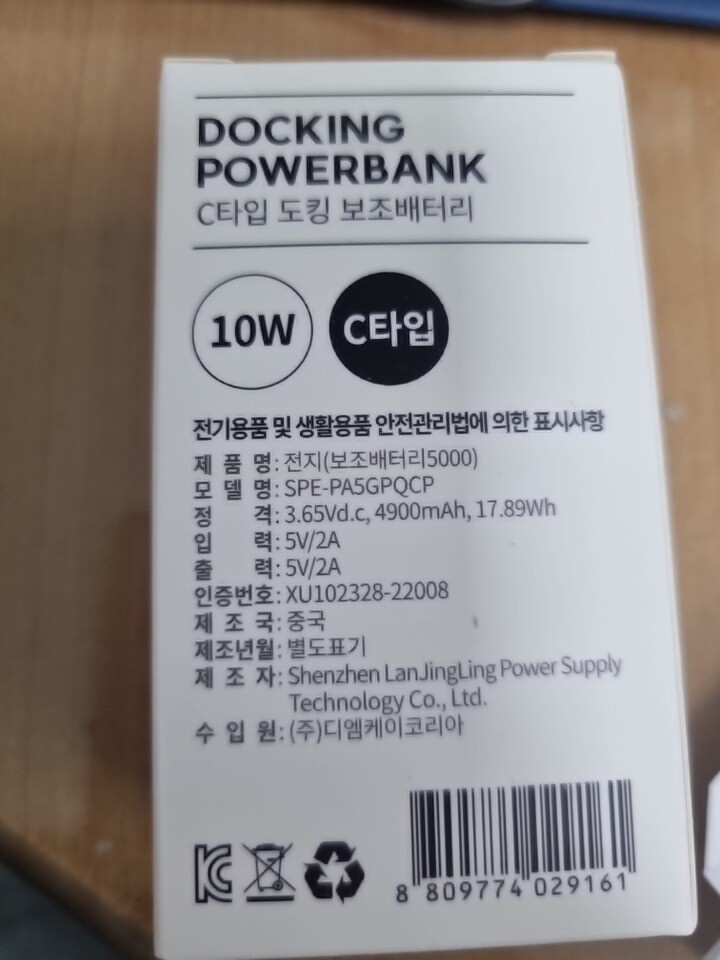 DOCKING
POWERBANK
C타입 도킹 보조배터리
10W
C타입
전기용품 및 생활용품 안전관리법에 의한 표시사항
제 품 명: 전지(보조배터리5000)
모 델 명: SPE-PA5GPQCP
정 격: 3.65Vd.c, 4900mAh, 17.89Wh
입 력: 5V/2A
출 력: 5V/2A
인증번호: XU102328-22008
제 조 국: 중국
제조년월: 별도표기
제 조 자: Shenzhen LanJingLing Power Supply
Technology Co., Ltd.
수 입 원: (주)디엠케이코리아
8 809774 029161